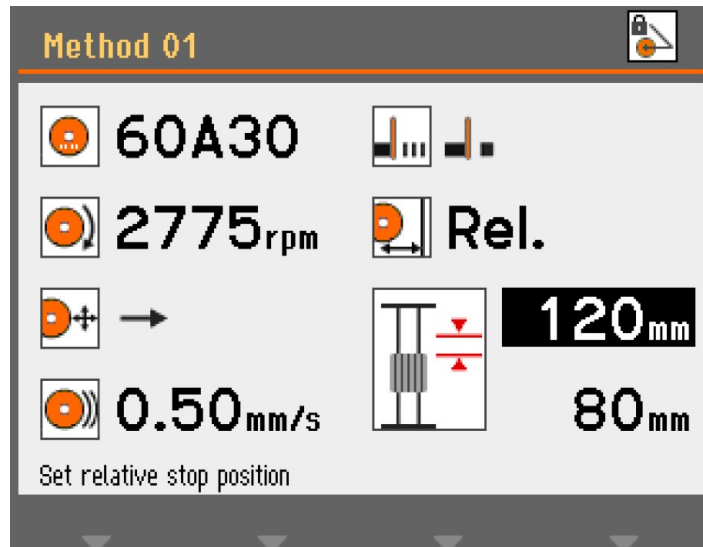 Method 01
60A30
2775rpm
Rel.
120mm
0.50mm/s
80mm
Set relative stop position